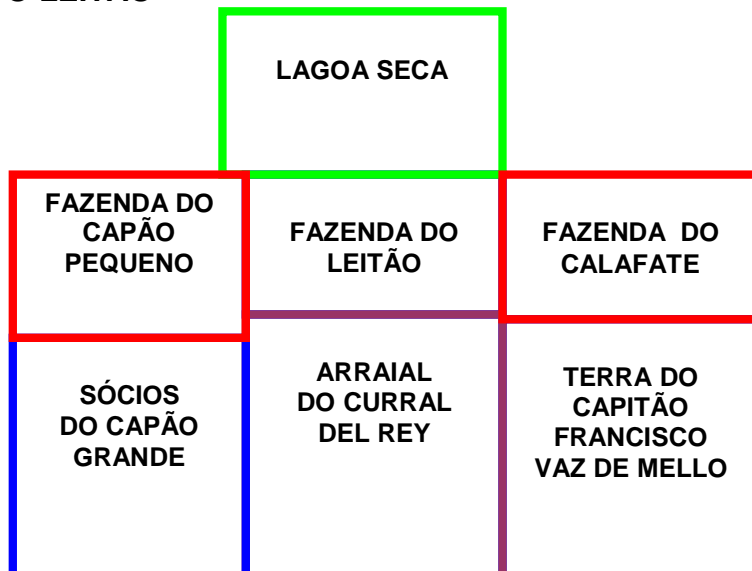 LAGOA SECA
FAZENDA DO
CAPÃO
PEQUENO
FAZENDA DO
LEITÃO
FAZENDA DO
CALAFATE
SÓCIOS
DO CAPÃO
GRANDE
ARRAIAL
DO CURRAL
DEL REY
TERRA DO
CAPITÃO
FRANCISCO
VAZ DE MELLO